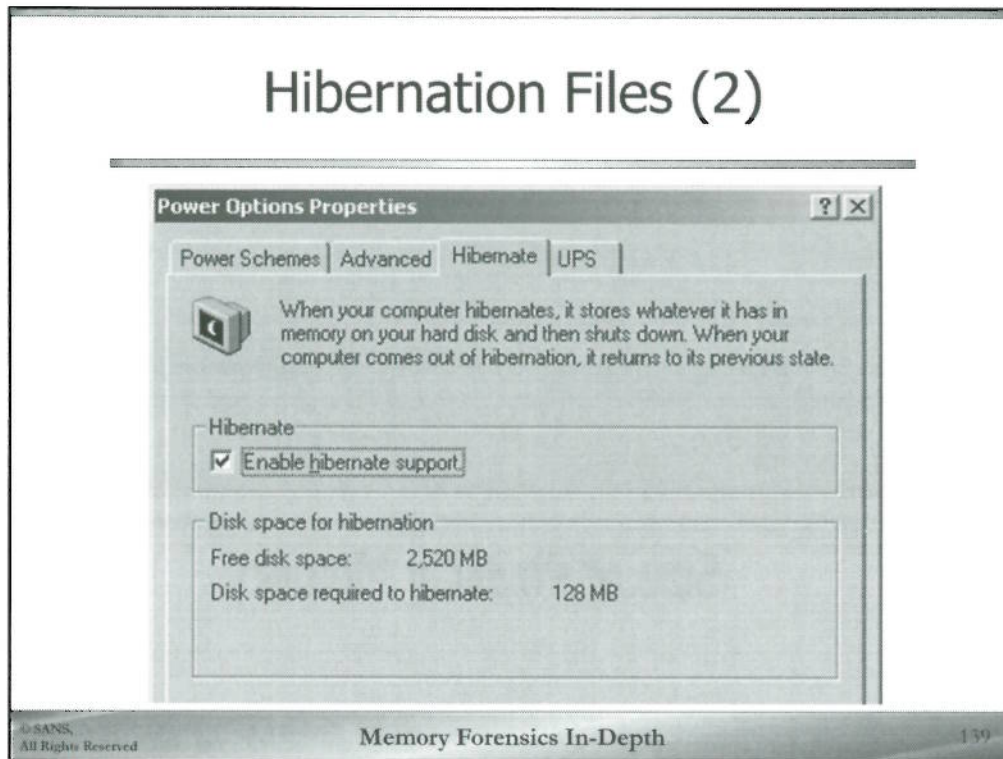 Hibernation Files (2)
Power Options Properties
? X
Power Schemes Advanced Hibernate UPS
When your computer hibernates, it stores whatever it has in
memory on your hard disk and then shuts down. When your
computer comes out of hibernation, it returns to its previous state.
Hibernate
Enable hibernate support.
Disk space for hibernation
Free disk space: 2,520 MB
Disk space required to hibernate: 128 MB
© SANS,
All Rights Reserved
Memory Forensics In-Depth
139